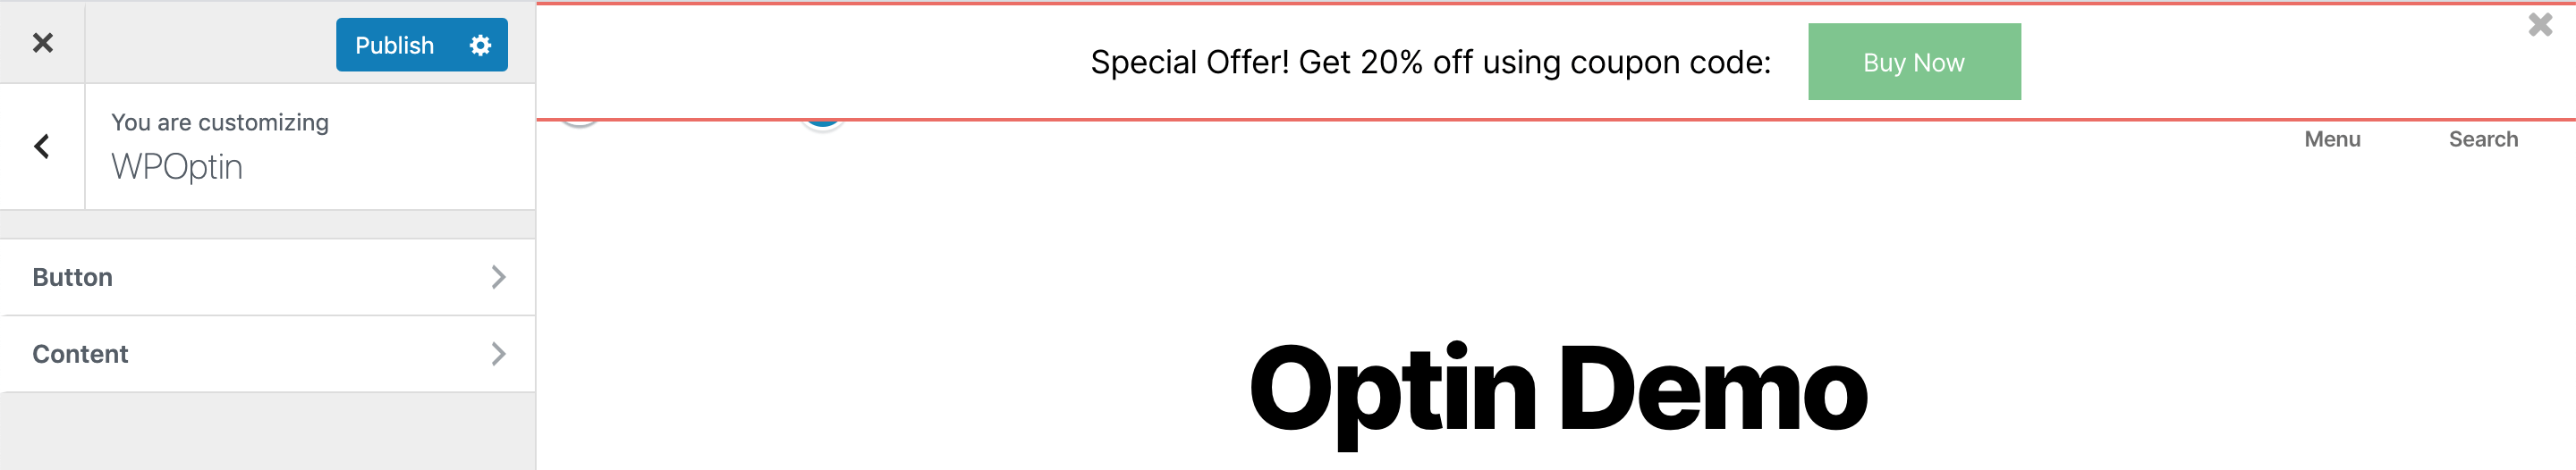 Publish
You are customizing
WPOptin
Button
Content
Special Offer! Get 20% off using coupon code:
Buy Now
Menu
Search
Optin Demo